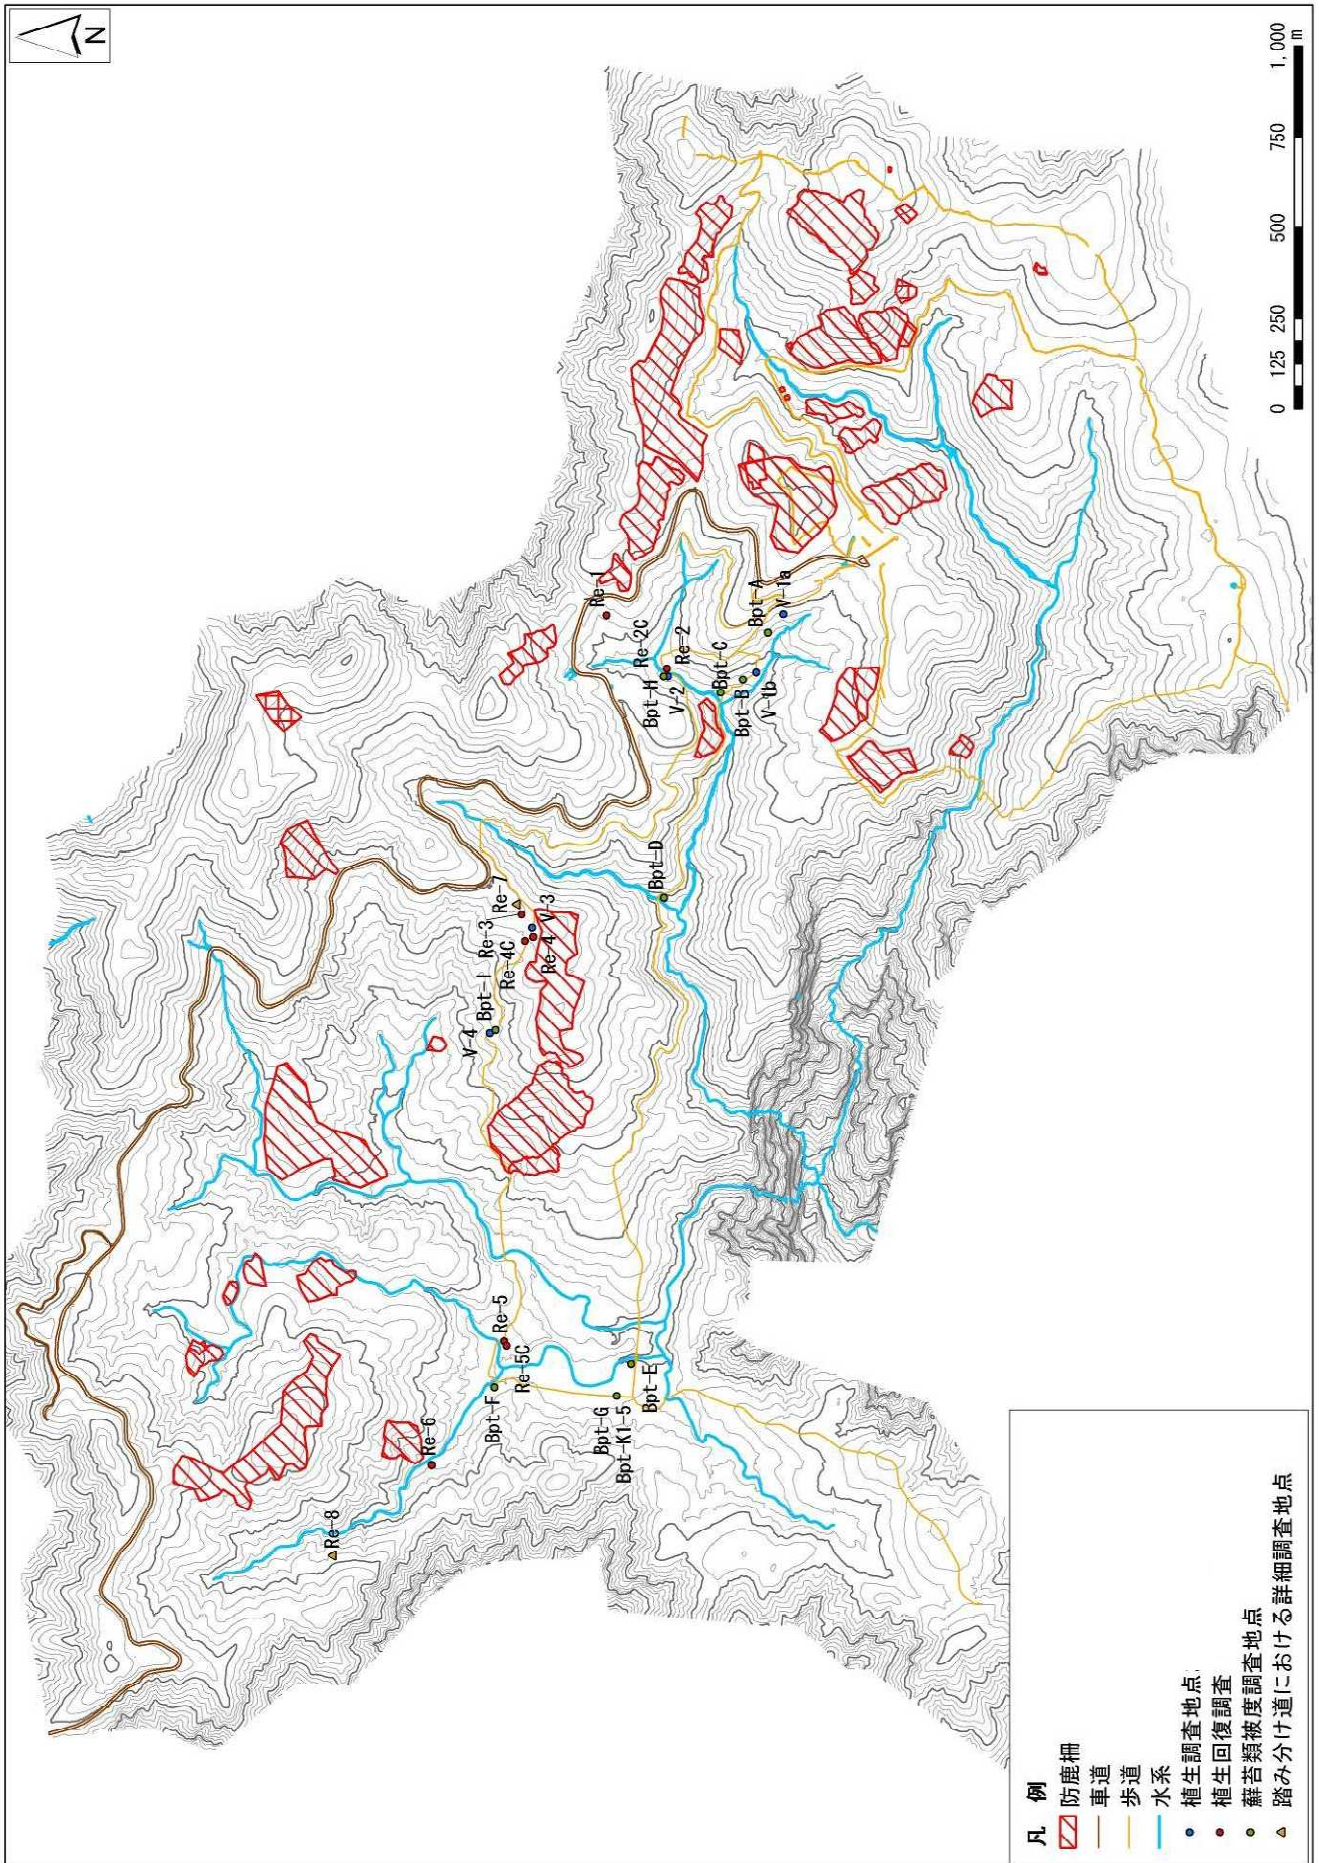 N
Re-1
Re-2C
Re-2
Bpt-H
V-2
Bpt-A
V-1a
Bpt-C
Bpt-B
V-1b
Bpt-D
Re-7
Re-3
V-3
Re-4C
Re-4
Bpt-I
V-4
Re-5
Re-5C
Bpt-F
Re-6
Bpt-E
Bpt-G
Bpt-K1-5
Re-8
0 125 250 500 750 1,000
m
凡 例
防鹿柵
車道
歩道
水系
植生調査地点
植生回復調査
蘚苔類被度調査地点
踏み分け道における詳細調査地点